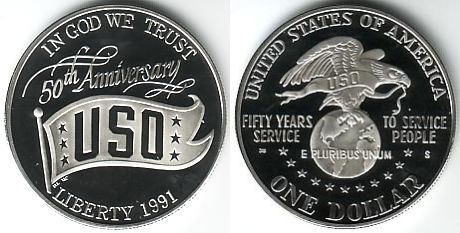 IN GOD WE TRUST
50th Anniversary
USO
LIBERTY 1991
UNITED STATES OF AMERICA
USO
FIFTY YEARS TO SERVICE
SERVICE PEOPLE
E PLURIBUS UNUM S
ONE DOLLAR